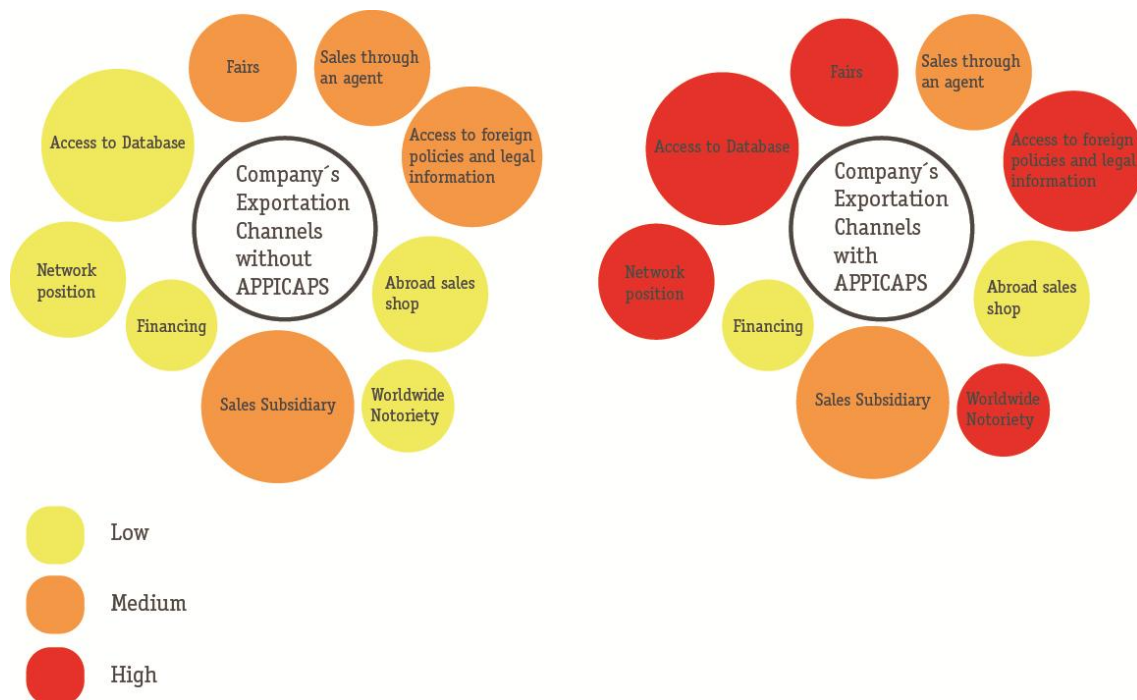 Fairs
Sales through
an agent
Access to Database
Access to foreign
policies and legal
information
Company´s
Exportation
Channels
without
APPICAPS
Network
position
Financing
Abroad sales
shop
Sales Subsidiary
Worldwide
Notoriety
Fairs
Sales through
an agent
Access to Database
Access to foreign
policies and legal
information
Company´s
Exportation
Channels
with
APPICAPS
Network
position
Financing
Abroad sales
shop
Sales Subsidiary
Worldwide
Notoriety
Low
Medium
High